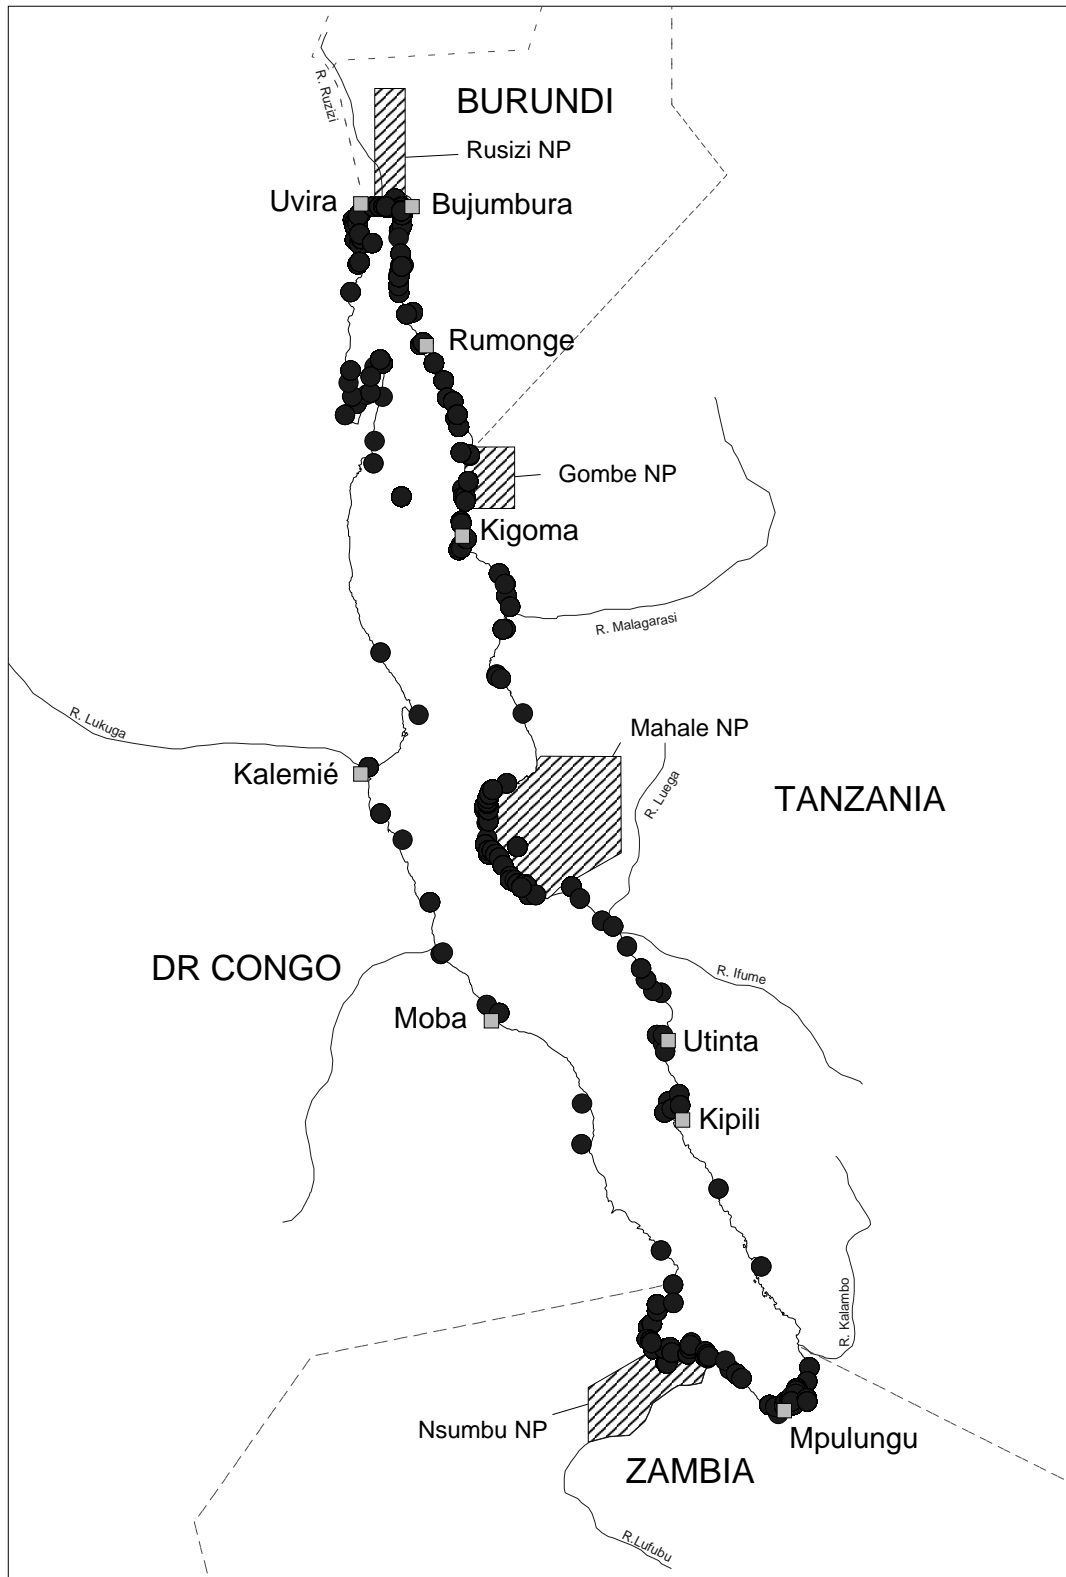 R. Ruzizi
BURUNDI
Rusizi NP
Uvira
Bujumbura
Rumonge
Gombe NP
Kigoma
R. Malagarasi
R. Lukuga
Mahale NP
Kalemié
R. Luega
TANZANIA
DR CONGO
R. Ifume
Moba
Utinta
Kipili
R. Kalambo
Nsumbu NP
Mpulungu
ZAMBIA
R.Lufubu